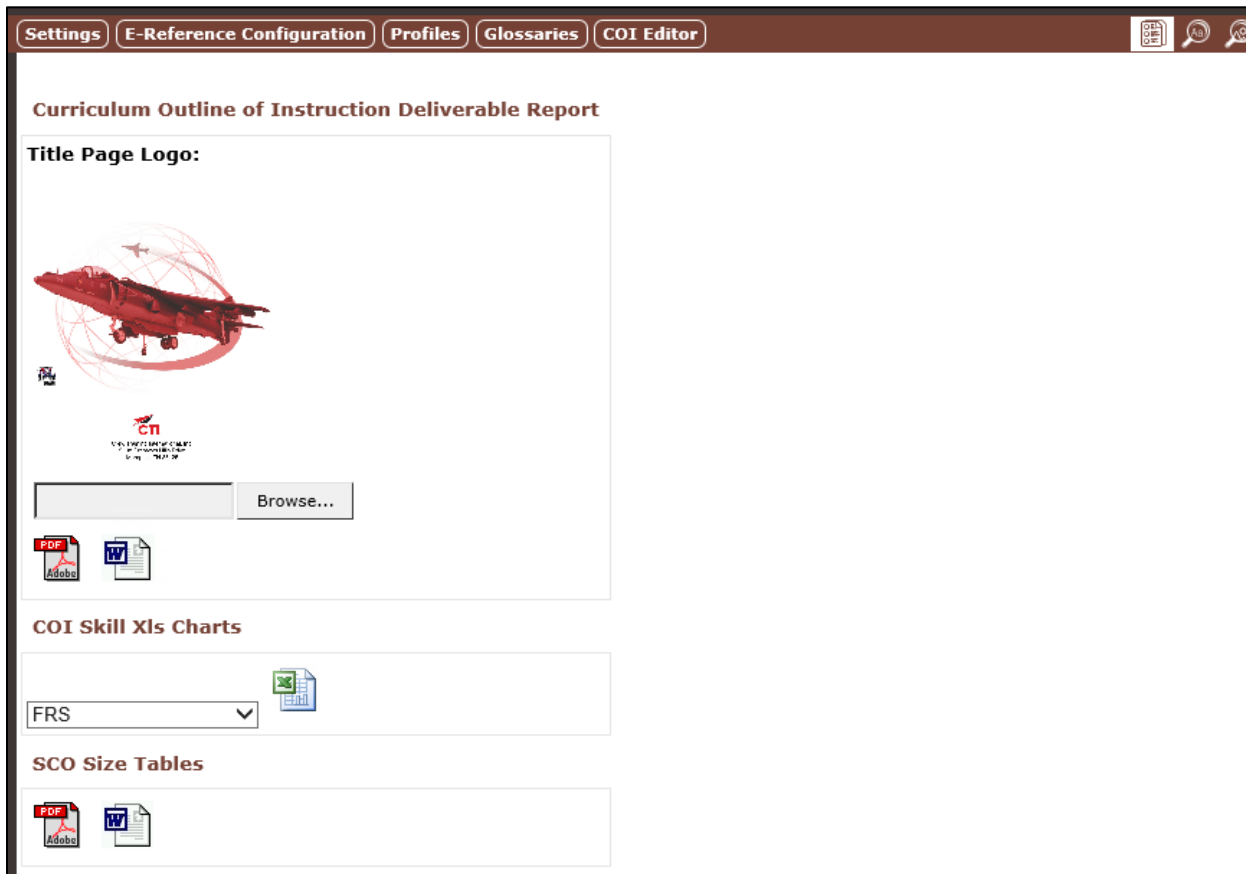 Settings E-Reference Configuration Profiles Glossaries COI Editor
Curriculum Outline of Instruction Deliverable Report
Title Page Logo:
CTI
Browse...
PDF W
Adobe
COI Skill Xls Charts
FRS
SCO Size Tables
PDF W
Adobe